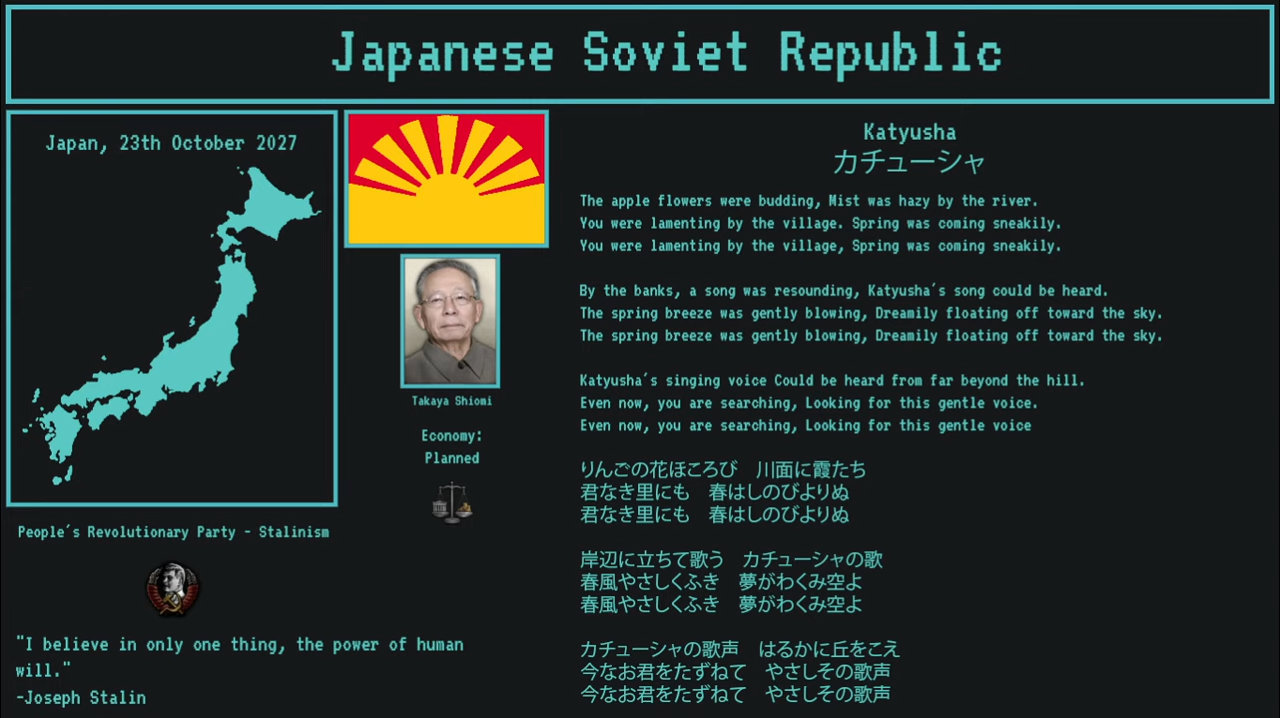 Japanese Soviet Republic
Japan, 23th October 2027
Takaya Shiomi
Economy:
Planned
People's Revolutionary Party - Stalinism
"I believe in only one thing, the power of human
will."
-Joseph Stalin
Katyusha
カチューシャ
The apple flowers were budding, Mist was hazy by the river.
You were lamenting by the village. Spring was coming sneakily.
You were lamenting by the village, Spring was coming sneakily.
By the banks, a song was resounding, Katyusha's song could be heard.
The spring breeze was gently blowing, Dreamily floating off toward the sky.
The spring breeze was gently blowing, Dreamily floating off toward the sky.
Katyusha's singing voice Could be heard from far beyond the hill.
Even now, you are searching, Looking for this gentle voice.
Even now, you are searching, Looking for this gentle voice
りんごの花ほころび　川面に霞たち
君なき里にも　春はしのびよりぬ
君なき里にも　春はしのびよりぬ
岸辺に立ちて歌う　カチューシャの歌
春風やさしくふき　夢がわくみ空よ
春風やさしくふき　夢がわくみ空よ
カチューシャの歌声　はるかに丘をこえ
今なお君をたずねて　やさしその歌声
今なお君をたずねて　やさしその歌声